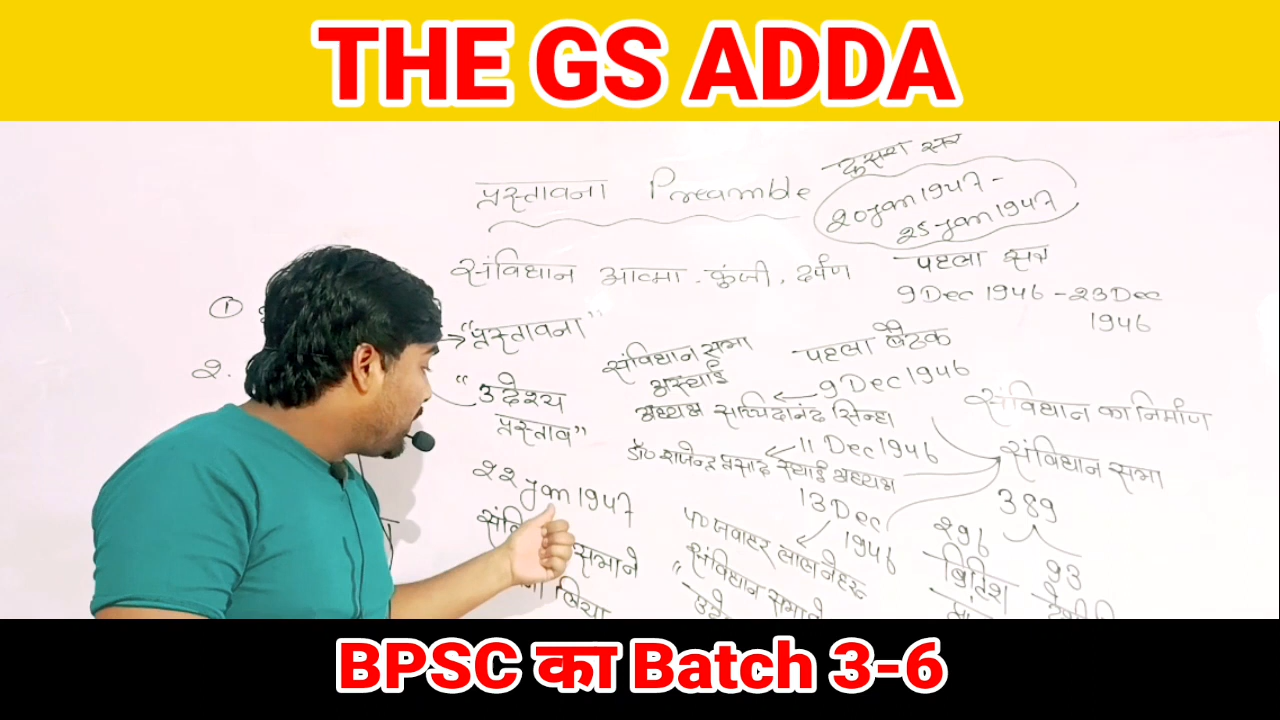 THE GS ADDA
दूसरा सत्र
20 Jan 1947 -
25 Jan 1947
प्रस्तावना Preamble
संविधान आत्मा, कुंजी, दर्पण
पहला सत्र
9 Dec 1946 - 23 Dec
1946
①
2.
"प्रस्तावना"
"उद्देश्य
प्रस्ताव"
22 Jan 1947
सभाने
लिया
संविधान सभा
अस्थाई
अध्यक्ष सच्चिदानंद सिन्हा
पहला बैठक
9 Dec 1946
11 Dec 1946
डॉ० राजेन्द्र प्रसाद स्थाई अध्यक्ष
13 Dec
1946
पं० जवाहर लाल नेहरू
"संविधान सभाने
संविधान का निर्माण
संविधान सभा
389
296
93
ब्रिटिश
BPSC का Batch 3-6